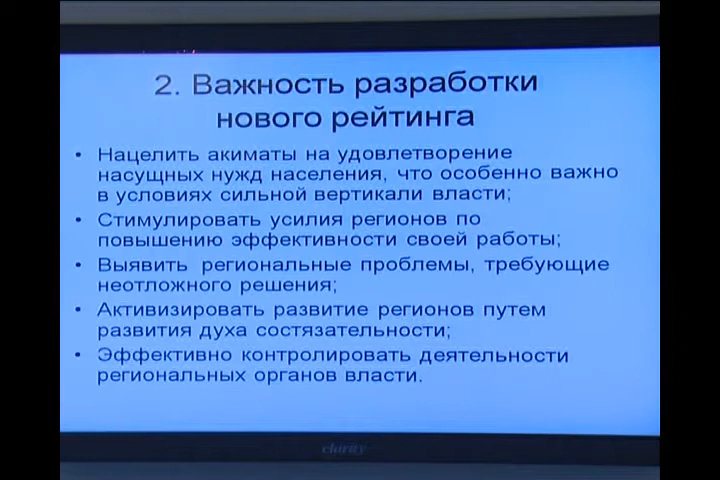 2. Важность разработки
нового рейтинга
• Нацелить акиматы на удовлетворение
насущных нужд населения, что особенно важно
в условиях сильной вертикали власти;
• Стимулировать усилия регионов по
повышению эффективности своей работы;
• Выявить региональные проблемы, требующие
неотложного решения;
• Активизировать развитие регионов путем
развития духа состязательности;
• Эффективно контролировать деятельности
региональных органов власти.
clarity